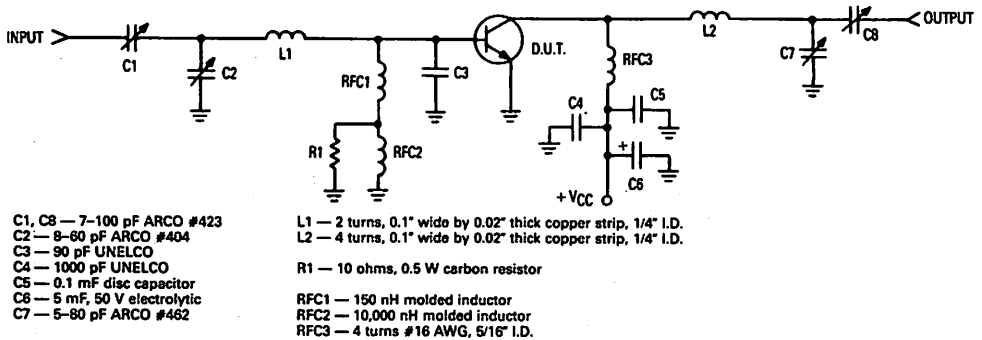 INPUT
C1
C2
L1
RFC1
R1
RFC2
C3
D.U.T.
RFC3
C4
C5
+
C6
+ VCC
L2
C7
C8
OUTPUT
C1, C8 — 7–100 pF ARCO #423
C2 — 8–60 pF ARCO #404
C3 — 90 pF UNELCO
C4 — 1000 pF UNELCO
C5 — 0.1 mF disc capacitor
C6 — 5 mF, 50 V electrolytic
C7 — 5–80 pF ARCO #462
L1 — 2 turns, 0.1" wide by 0.02" thick copper strip, 1/4" I.D.
L2 — 4 turns, 0.1" wide by 0.02" thick copper strip, 1/4" I.D.
R1 — 10 ohms, 0.5 W carbon resistor
RFC1 — 150 nH molded inductor
RFC2 — 10,000 nH molded inductor
RFC3 — 4 turns #16 AWG, 5/16" I.D.